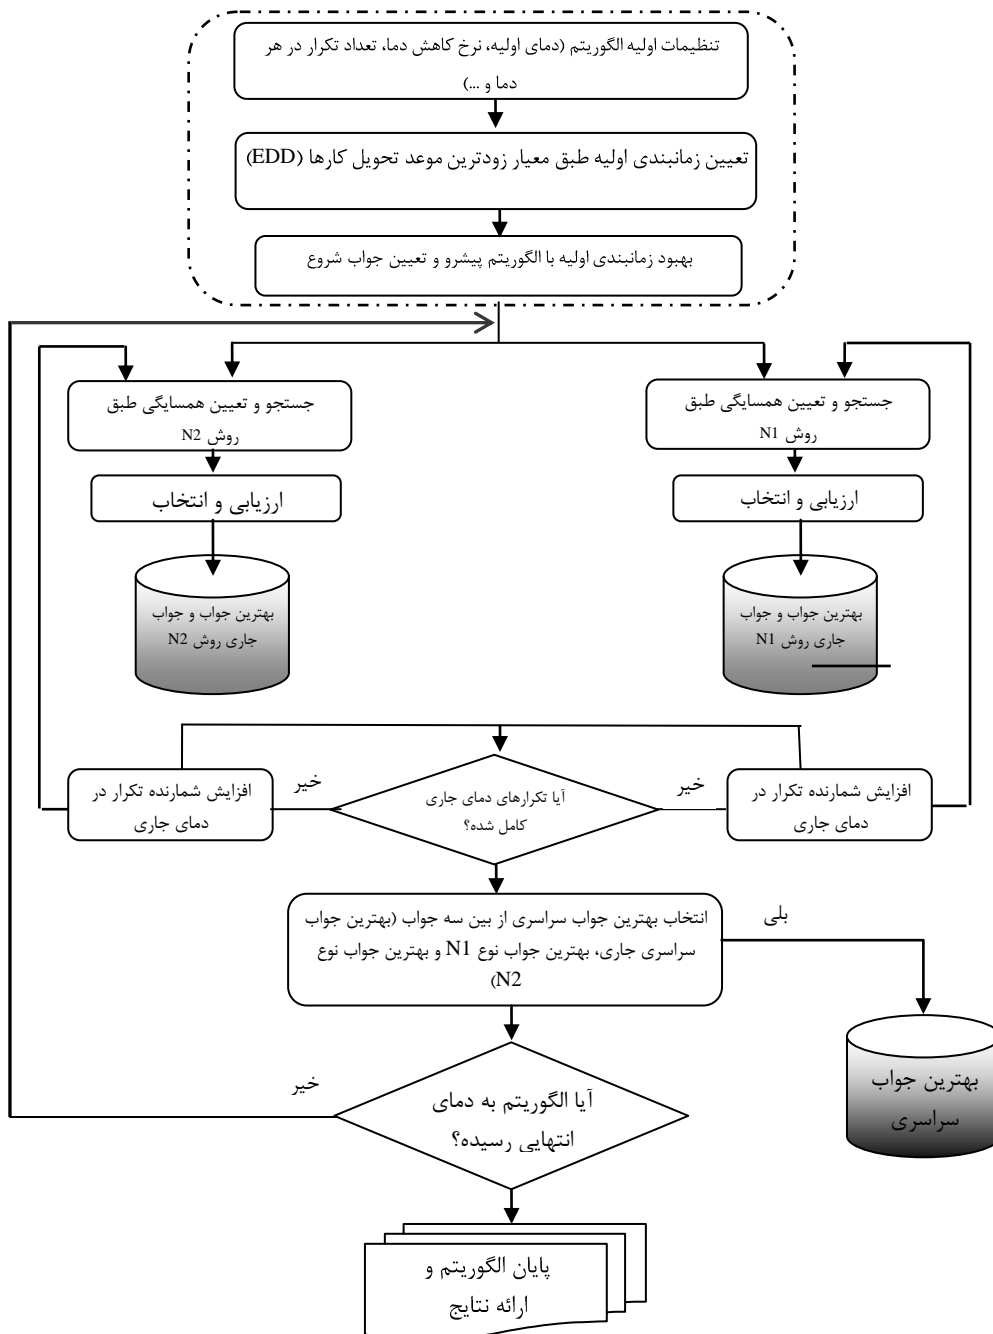 تنظیمات اولیه الگوریتم (دمای اولیه، نرخ کاهش دما، تعداد تکرار در هر
دما و ...)
تعیین زمانبندی اولیه طبق معیار زودترین موعد تحویل کارها (EDD)
بهبود زمانبندی اولیه با الگوریتم پیشرو و تعیین جواب شروع
جستجو و تعیین همسایگی طبق
روش N1
ارزیابی و انتخاب
بهترین جواب و جواب
جاری روش N1
جستجو و تعیین همسایگی طبق
روش N2
ارزیابی و انتخاب
بهترین جواب و جواب
جاری روش N2
افزایش شمارنده تکرار در
دمای جاری
خیر
آیا تکرارهای دمای جاری
کامل شده؟
خیر
افزایش شمارنده تکرار در
دمای جاری
بلی
انتخاب بهترین جواب سراسری از بین سه جواب (بهترین جواب
سراسری جاری، بهترین جواب نوع N1 و بهترین جواب نوع
N2)
بهترین جواب
سراسری
خیر
آیا الگوریتم به دمای
انتهایی رسیده؟
پایان الگوریتم و
ارائه نتایج